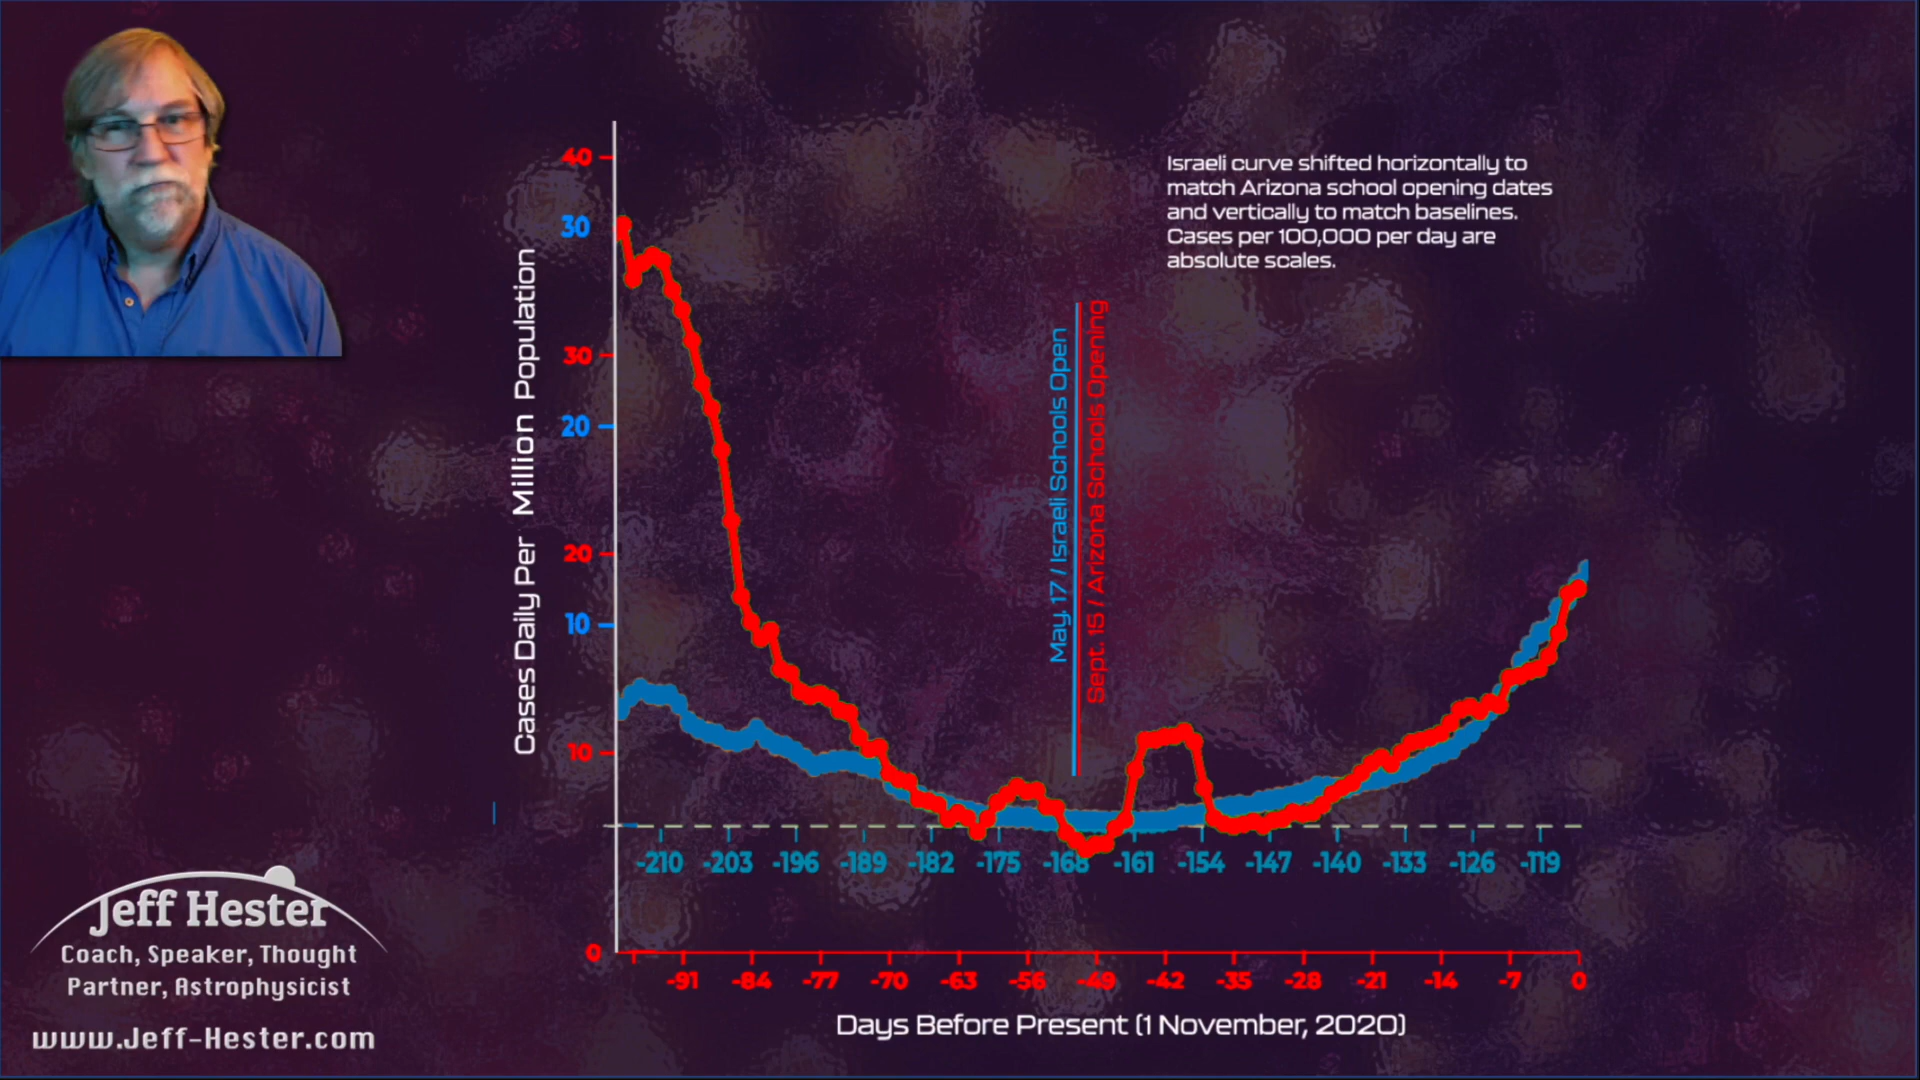 Israeli curve shifted horizontally to
match Arizona school opening dates
and vertically to match baselines.
Cases per 100,000 per day are
absolute scales.
Cases Daily Per Million Population
40
30
30
20
20
10
10
0
May 17 / Israeli Schools Open
Sept. 15 / Arizona Schools Opening
-210 -203 -196 -189 -182 -175 -168 -161 -154 -147 -140 -133 -126 -119
-91 -84 -77 -70 -63 -56 -49 -42 -35 -28 -21 -14 -7 0
Days Before Present (1 November, 2020)
Jeff Hester
Coach, Speaker, Thought
Partner, Astrophysicist
www.Jeff-Hester.com